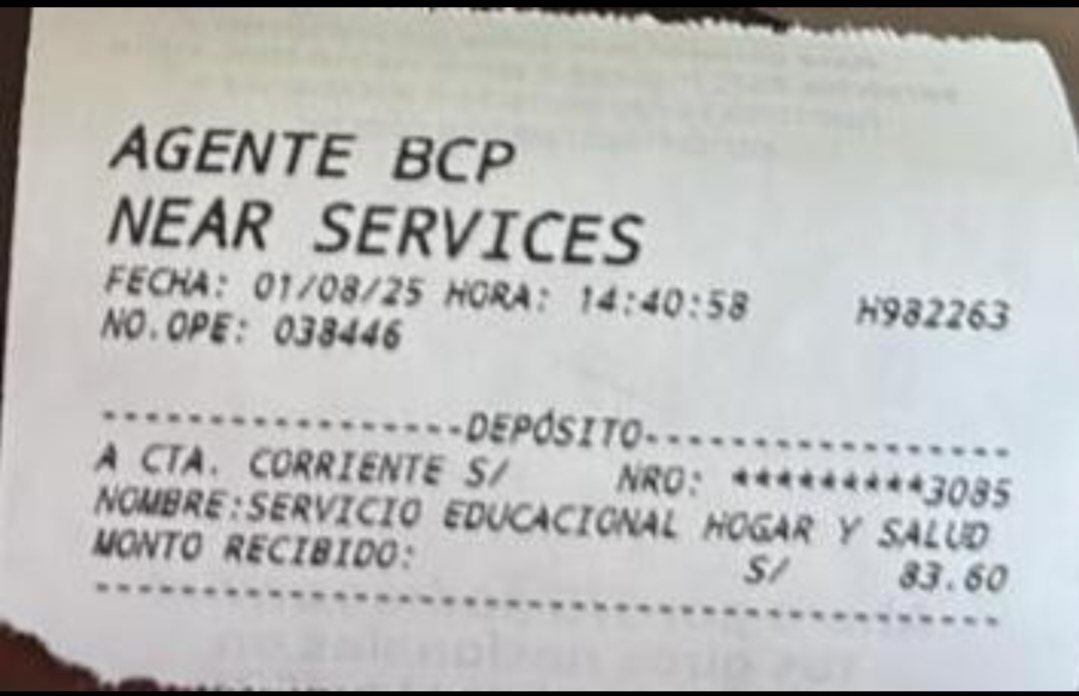 AGENTE BCP
NEAR SERVICES
FECHA: 01/08/25 HORA: 14:40:58 H982263
NO.OPE: 038446
-----------------DEPÓSITO-----------------
A CTA. CORRIENTE S/ NRO: *********3085
NOMBRE:SERVICIO EDUCACIONAL HOGAR Y SALUD
MONTO RECIBIDO: S/ 83.60
------------------------------------------